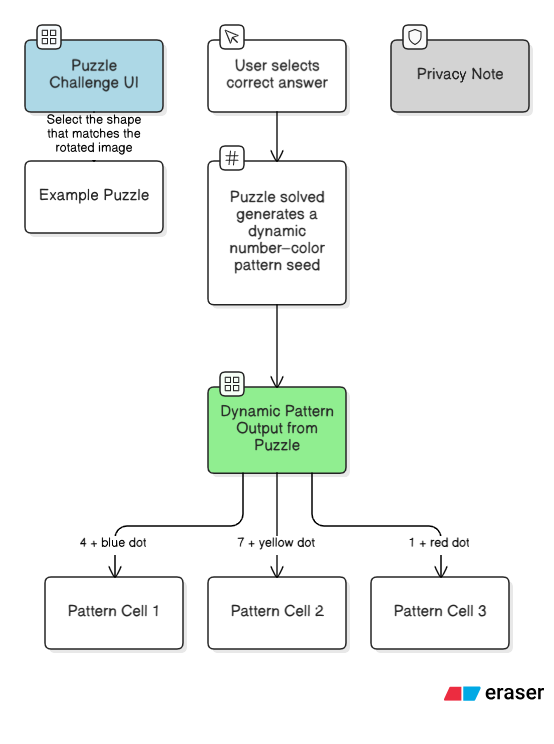 Puzzle
Challenge UI
User selects
correct answer
Privacy Note
Select the shape
that matches the
rotated image
Example Puzzle
Puzzle solved
generates a
dynamic
number–color
pattern seed
Dynamic Pattern
Output from
Puzzle
4 + blue dot
7 + yellow dot
1 + red dot
Pattern Cell 1
Pattern Cell 2
Pattern Cell 3
eraser